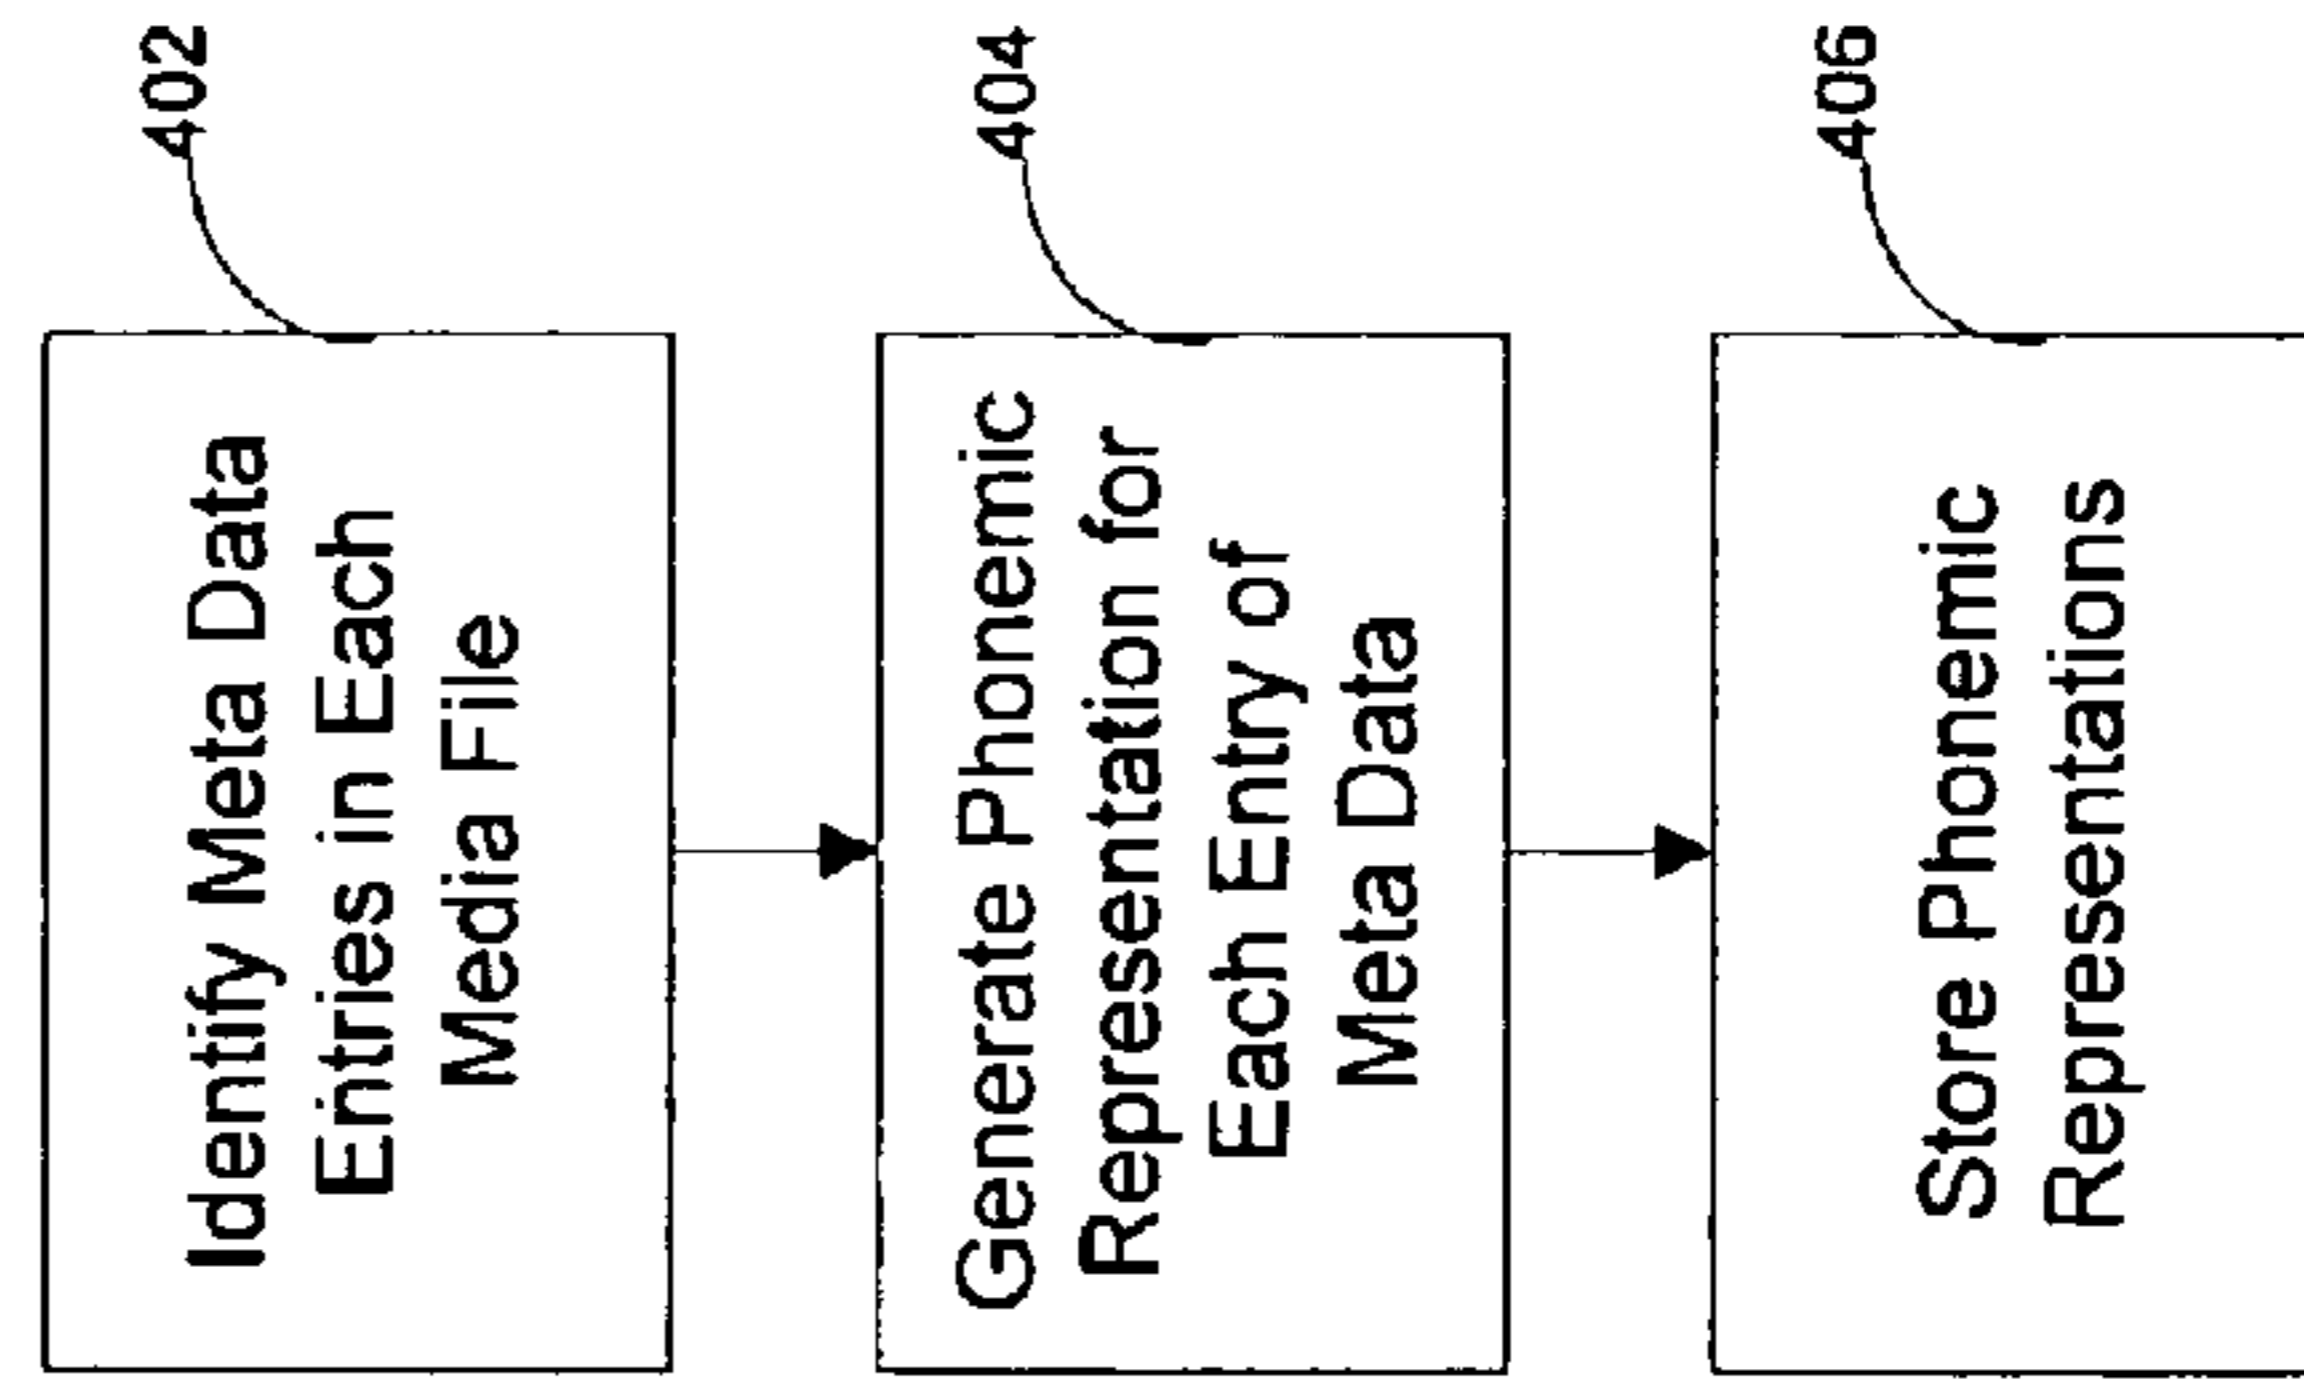 402
Identify Meta Data
Entries in Each
Media File
404
Generate Phonemic
Representation for
Each Entry of
Meta Data
406
Store Phonemic
Representations